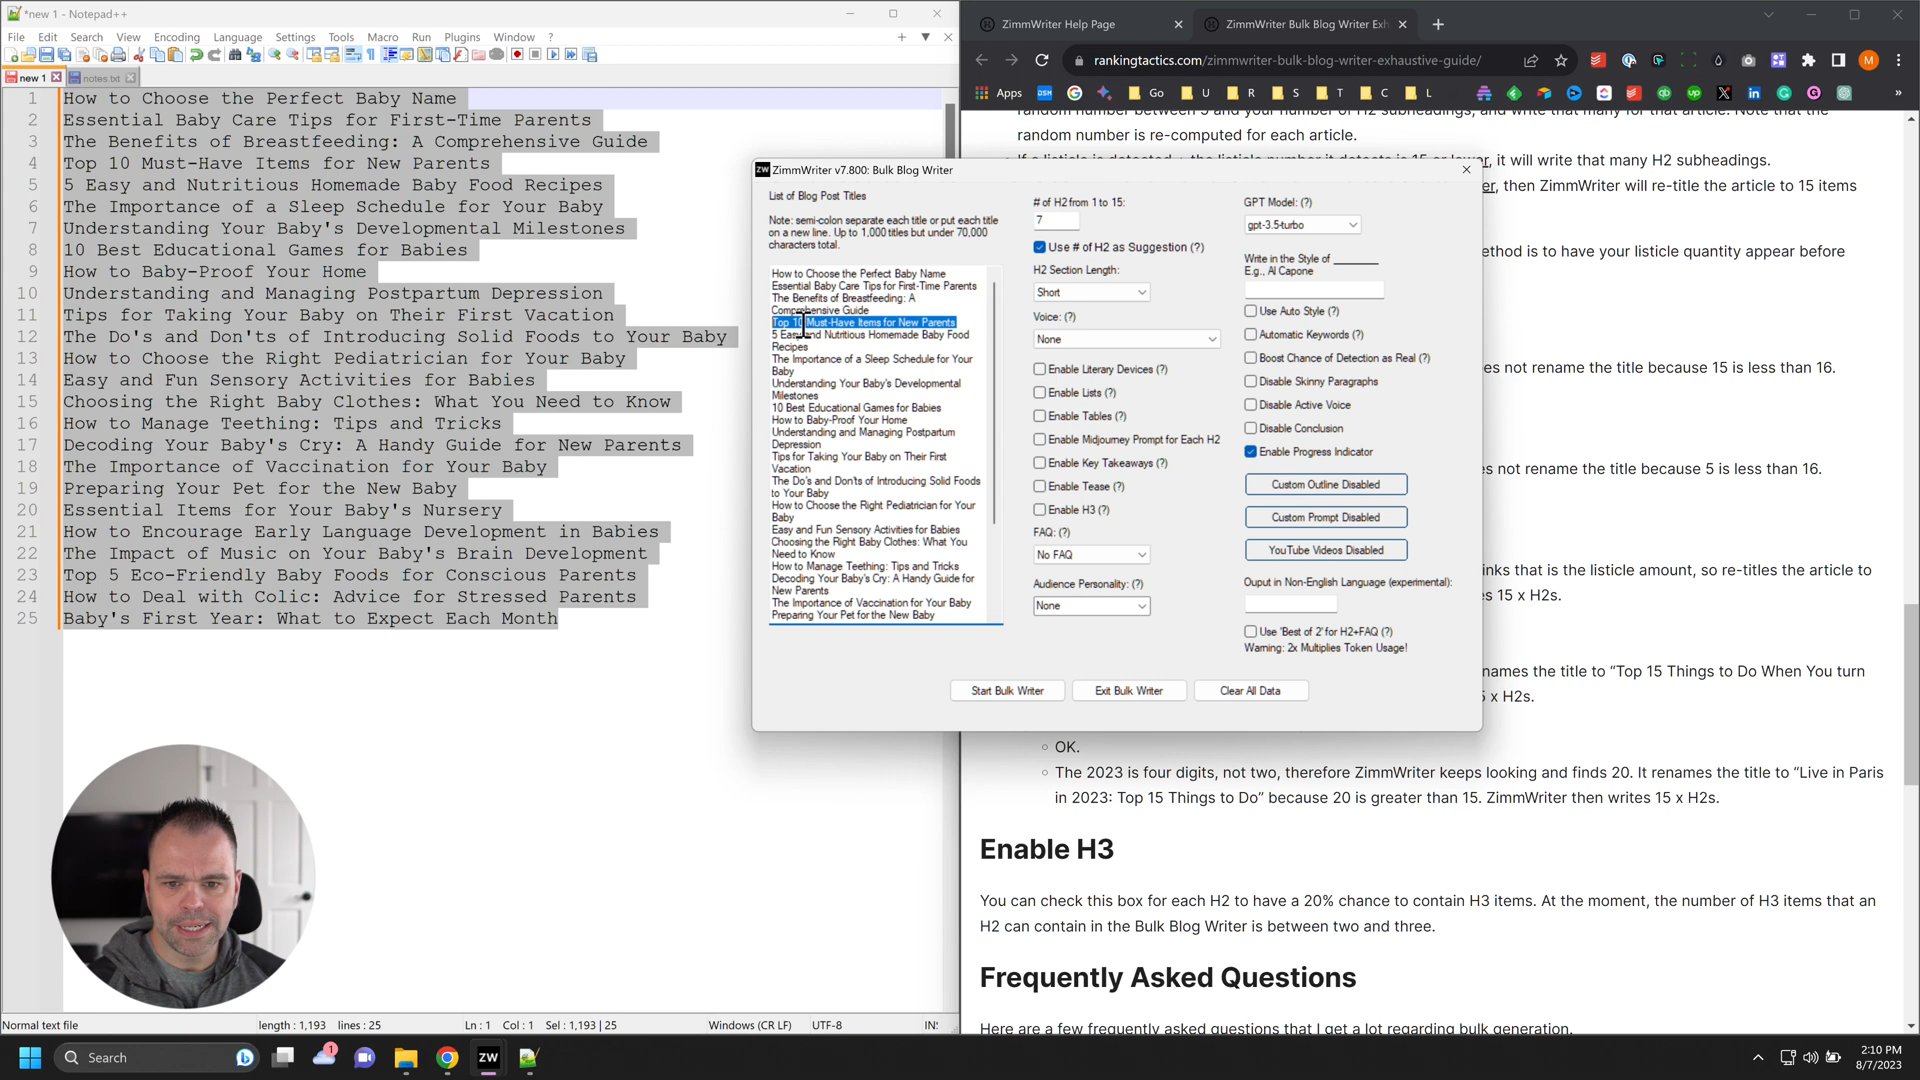 *new 1 - Notepad++
File Edit Search View Encoding Language Settings Tools Macro Run Plugins Window ?
new 1
notes.txt
1 How to Choose the Perfect Baby Name
2 Essential Baby Care Tips for First-Time Parents
3 The Benefits of Breastfeeding: A Comprehensive Guide
4 Top 10 Must-Have Items for New Parents
5 5 Easy and Nutritious Homemade Baby Food Recipes
6 The Importance of a Sleep Schedule for Your Baby
7 Understanding Your Baby's Developmental Milestones
8 10 Best Educational Games for Babies
9 How to Baby-Proof Your Home
10 Understanding and Managing Postpartum Depression
11 Tips for Taking Your Baby on Their First Vacation
12 The Do's and Don'ts of Introducing Solid Foods to Your Baby
13 How to Choose the Right Pediatrician for Your Baby
14 Easy and Fun Sensory Activities for Babies
15 Choosing the Right Baby Clothes: What You Need to Know
16 How to Manage Teething: Tips and Tricks
17 Decoding Your Baby's Cry: A Handy Guide for New Parents
18 The Importance of Vaccination for Your Baby
19 Preparing Your Pet for the New Baby
20 Essential Items for Your Baby's Nursery
21 How to Encourage Early Language Development in Babies
22 The Impact of Music on Your Baby's Brain Development
23 Top 5 Eco-Friendly Baby Foods for Conscious Parents
24 How to Deal with Colic: Advice for Stressed Parents
25 Baby's First Year: What to Expect Each Month
Normal text file length : 1,193 lines : 25 Ln : 1 Col : 1 Sel : 1,193 | 25 Windows (CR LF) UTF-8
ZimmWriter Help Page
ZimmWriter Bulk Blog Writer Exh
rankingtactics.com/zimmwriter-bulk-blog-writer-exhaustive-guide/
Apps DSN Go U R S T C L
random number is re-computed for each article.
er, it will write that many H2 subheadings.
er, then ZimmWriter will re-title the article to 15 items
ethod is to have your listicle quantity appear before
es not rename the title because 15 is less than 16.
es not rename the title because 5 is less than 16.
inks that is the listicle amount, so re-titles the article to
es 15 x H2s.
names the title to “Top 15 Things to Do When You turn
5 x H2s.
OK.
The 2023 is four digits, not two, therefore ZimmWriter keeps looking and finds 20. It renames the title to “Live in Paris
in 2023: Top 15 Things to Do” because 20 is greater than 15. ZimmWriter then writes 15 x H2s.
Enable H3
You can check this box for each H2 to have a 20% chance to contain H3 items. At the moment, the number of H3 items that an
H2 can contain in the Bulk Blog Writer is between two and three.
Frequently Asked Questions
Here are a few frequently asked questions that I get a lot regarding bulk generation.
ZW ZimmWriter v7.800: Bulk Blog Writer
List of Blog Post Titles
Note: semi-colon separate each title or put each title
on a new line. Up to 1,000 titles but under 70,000
characters total.
How to Choose the Perfect Baby Name
Essential Baby Care Tips for First-Time Parents
The Benefits of Breastfeeding: A
Comprehensive Guide
Top 10 Must-Have Items for New Parents
5 Easy and Nutritious Homemade Baby Food
Recipes
The Importance of a Sleep Schedule for Your
Baby
Understanding Your Baby's Developmental
Milestones
10 Best Educational Games for Babies
How to Baby-Proof Your Home
Understanding and Managing Postpartum
Depression
Tips for Taking Your Baby on Their First
Vacation
The Do's and Don'ts of Introducing Solid Foods
to Your Baby
How to Choose the Right Pediatrician for Your
Baby
Easy and Fun Sensory Activities for Babies
Choosing the Right Baby Clothes: What You
Need to Know
How to Manage Teething: Tips and Tricks
Decoding Your Baby's Cry: A Handy Guide for
New Parents
The Importance of Vaccination for Your Baby
Preparing Your Pet for the New Baby
# of H2 from 1 to 15:
7
Use # of H2 as Suggestion (?)
H2 Section Length:
Short
Voice: (?)
None
Enable Literary Devices (?)
Enable Lists (?)
Enable Tables (?)
Enable Midjourney Prompt for Each H2
Enable Key Takeaways (?)
Enable Tease (?)
Enable H3 (?)
FAQ: (?)
No FAQ
Audience Personality: (?)
None
GPT Model: (?)
gpt-3.5-turbo
Write in the Style of ________
E.g., Al Capone
Use Auto Style (?)
Automatic Keywords (?)
Boost Chance of Detection as Real (?)
Disable Skinny Paragraphs
Disable Active Voice
Disable Conclusion
Enable Progress Indicator
Custom Outline Disabled
Custom Prompt Disabled
YouTube Videos Disabled
Ouput in Non-English Language (experimental):
Use 'Best of 2' for H2+FAQ (?)
Warning: 2x Multiplies Token Usage!
Start Bulk Writer
Exit Bulk Writer
Clear All Data
Search
1
ZW
2:10 PM
8/7/2023